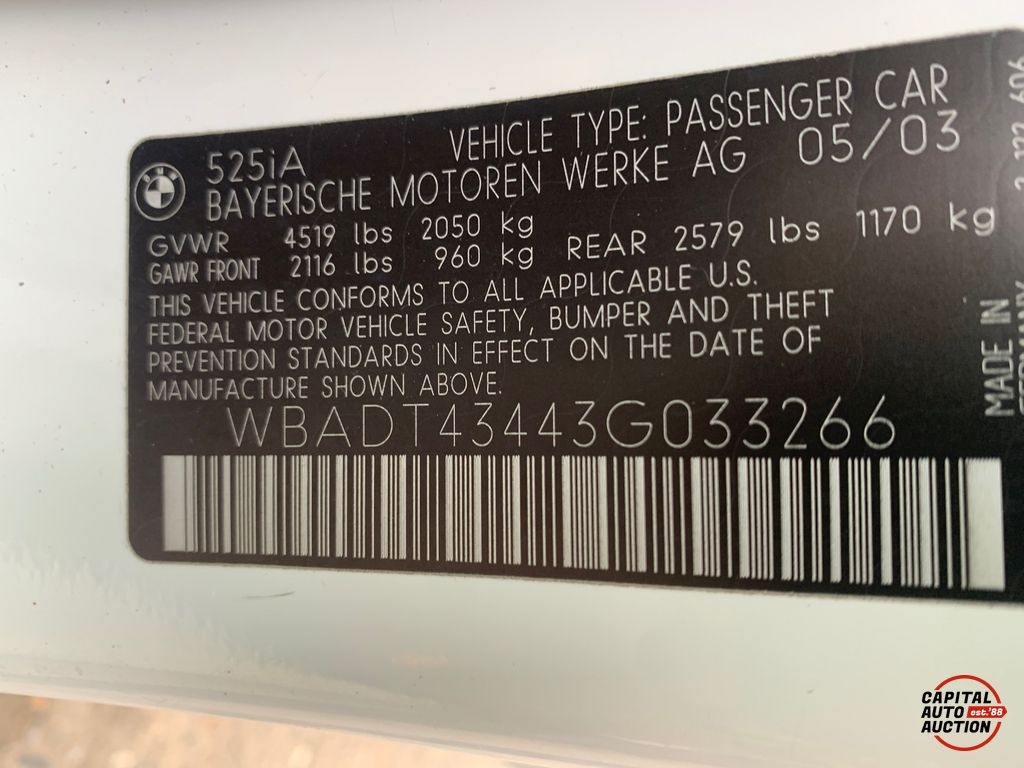 VEHICLE TYPE: PASSENGER CAR
525iA
BAYERISCHE MOTOREN WERKE AG 05/03
GVWR 4519 lbs 2050 kg
GAWR FRONT 2116 lbs 960 kg REAR 2579 lbs 1170 kg
THIS VEHICLE CONFORMS TO ALL APPLICABLE U.S.
FEDERAL MOTOR VEHICLE SAFETY, BUMPER AND THEFT
PREVENTION STANDARDS IN EFFECT ON THE DATE OF
MANUFACTURE SHOWN ABOVE.
WBADT43443G033266
MADE IN
CAPITAL
AUTO est.'88
AUCTION